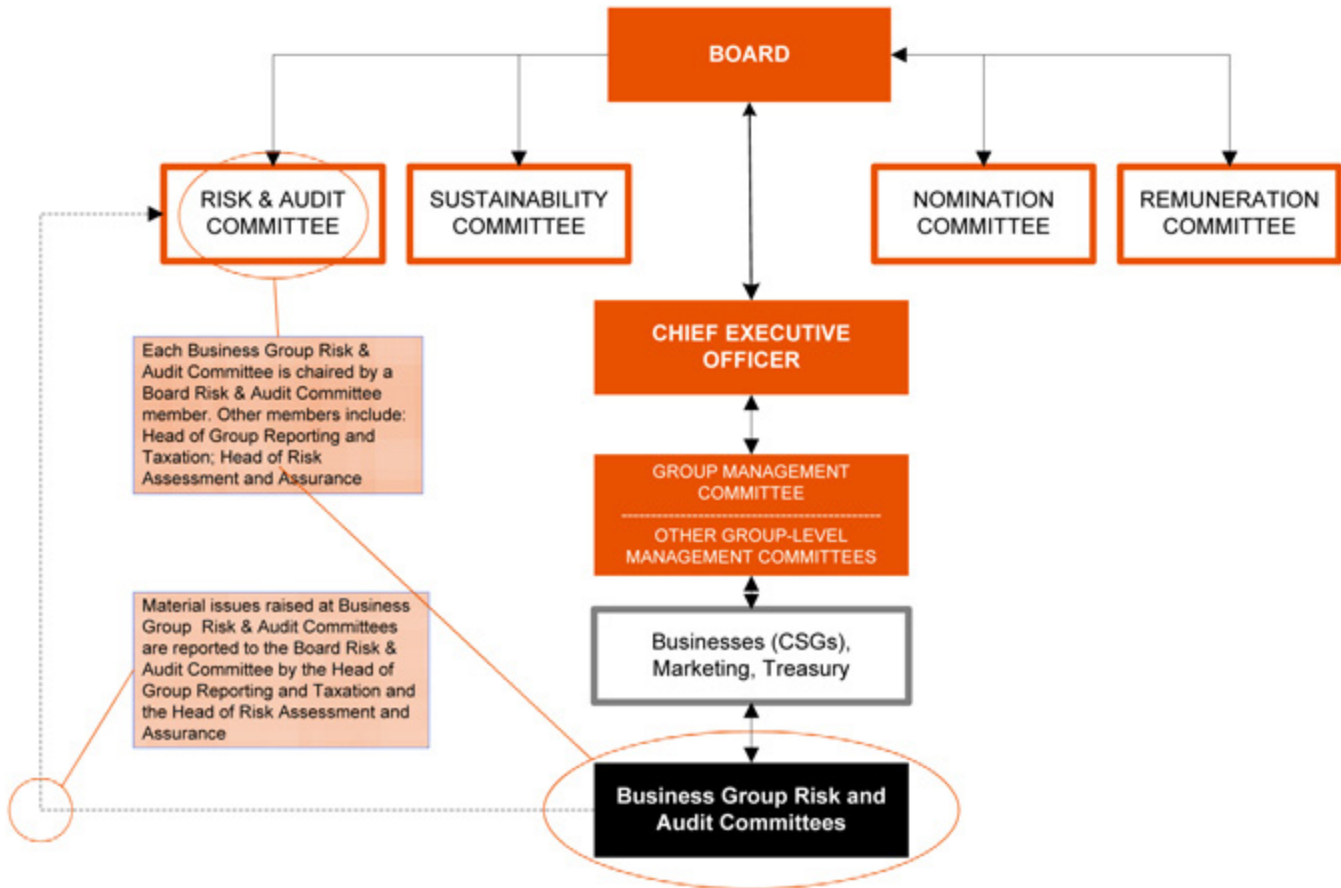 BOARD
RISK & AUDIT
COMMITTEE
SUSTAINABILITY
COMMITTEE
NOMINATION
COMMITTEE
REMUNERATION
COMMITTEE
CHIEF EXECUTIVE
OFFICER
Each Business Group Risk &
Audit Committee is chaired by a
Board Risk & Audit Committee
member. Other members include:
Head of Group Reporting and
Taxation; Head of Risk
Assessment and Assurance
GROUP MANAGEMENT
COMMITTEE
OTHER GROUP-LEVEL
MANAGEMENT COMMITTEES
Material issues raised at Business
Group Risk & Audit Committees
are reported to the Board Risk &
Audit Committee by the Head of
Group Reporting and Taxation and
the Head of Risk Assessment and
Assurance
Businesses (CSGs),
Marketing, Treasury
Business Group Risk and
Audit Committees